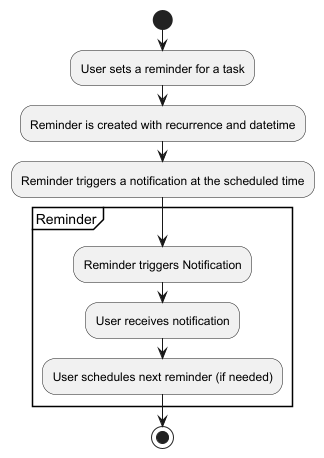 User sets a reminder for a task
Reminder is created with recurrence and datetime
Reminder triggers a notification at the scheduled time
Reminder
Reminder triggers Notification
User receives notification
User schedules next reminder (if needed)